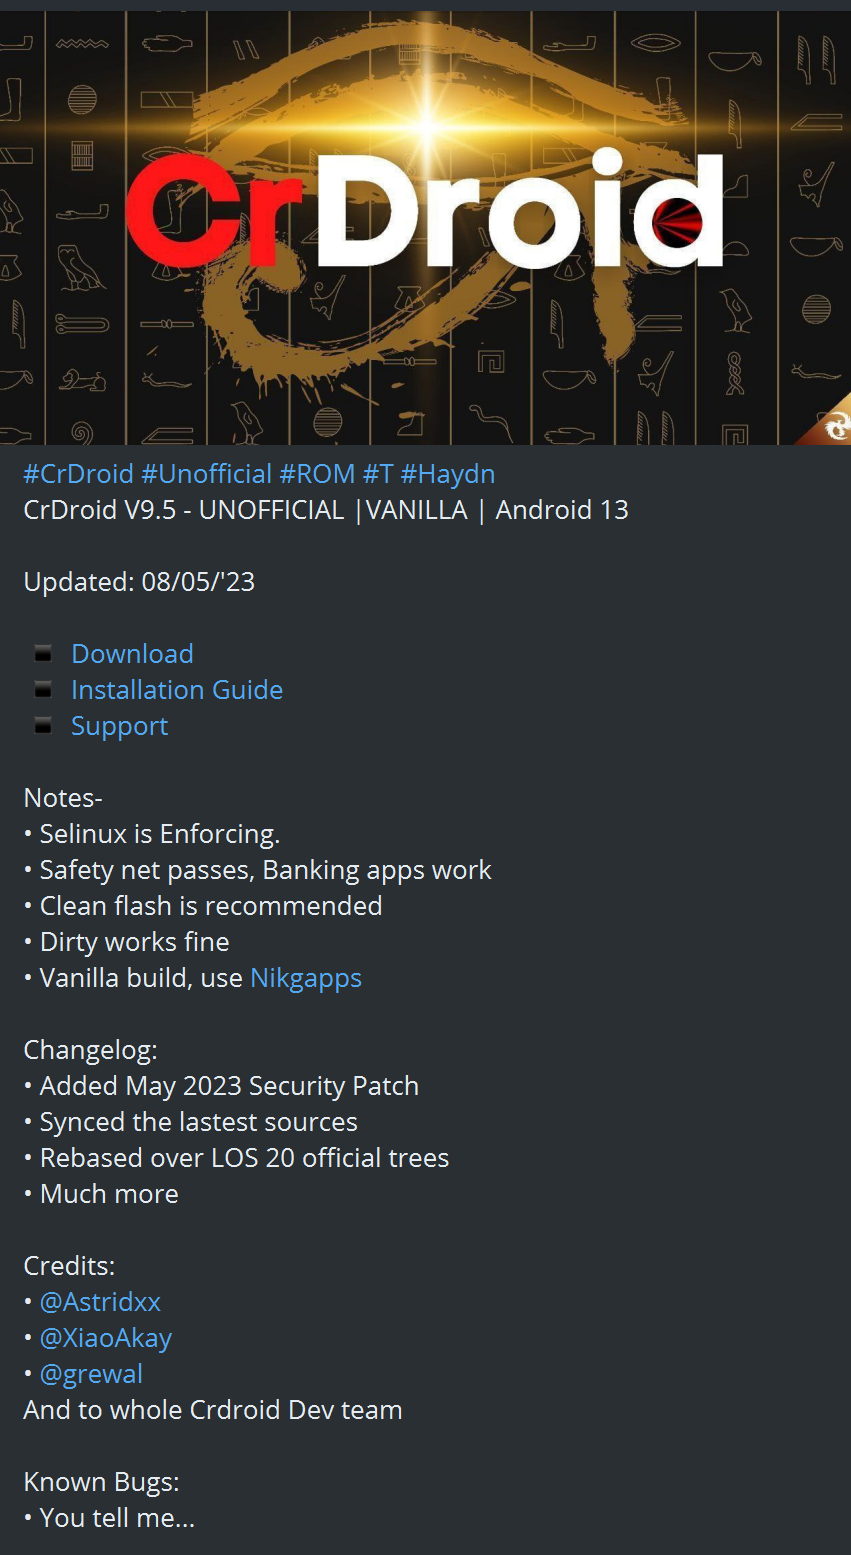 CrDroid
#CrDroid #Unofficial #ROM #T #Haydn
CrDroid V9.5 - UNOFFICIAL |VANILLA | Android 13
Updated: 08/05/'23
Download
Installation Guide
Support
Notes-
• Selinux is Enforcing.
• Safety net passes, Banking apps work
• Clean flash is recommended
• Dirty works fine
• Vanilla build, use Nikgapps
Changelog:
• Added May 2023 Security Patch
• Synced the lastest sources
• Rebased over LOS 20 official trees
• Much more
Credits:
• @Astridxx
• @XiaoAkay
• @grewal
And to whole Crdroid Dev team
Known Bugs:
• You tell me...